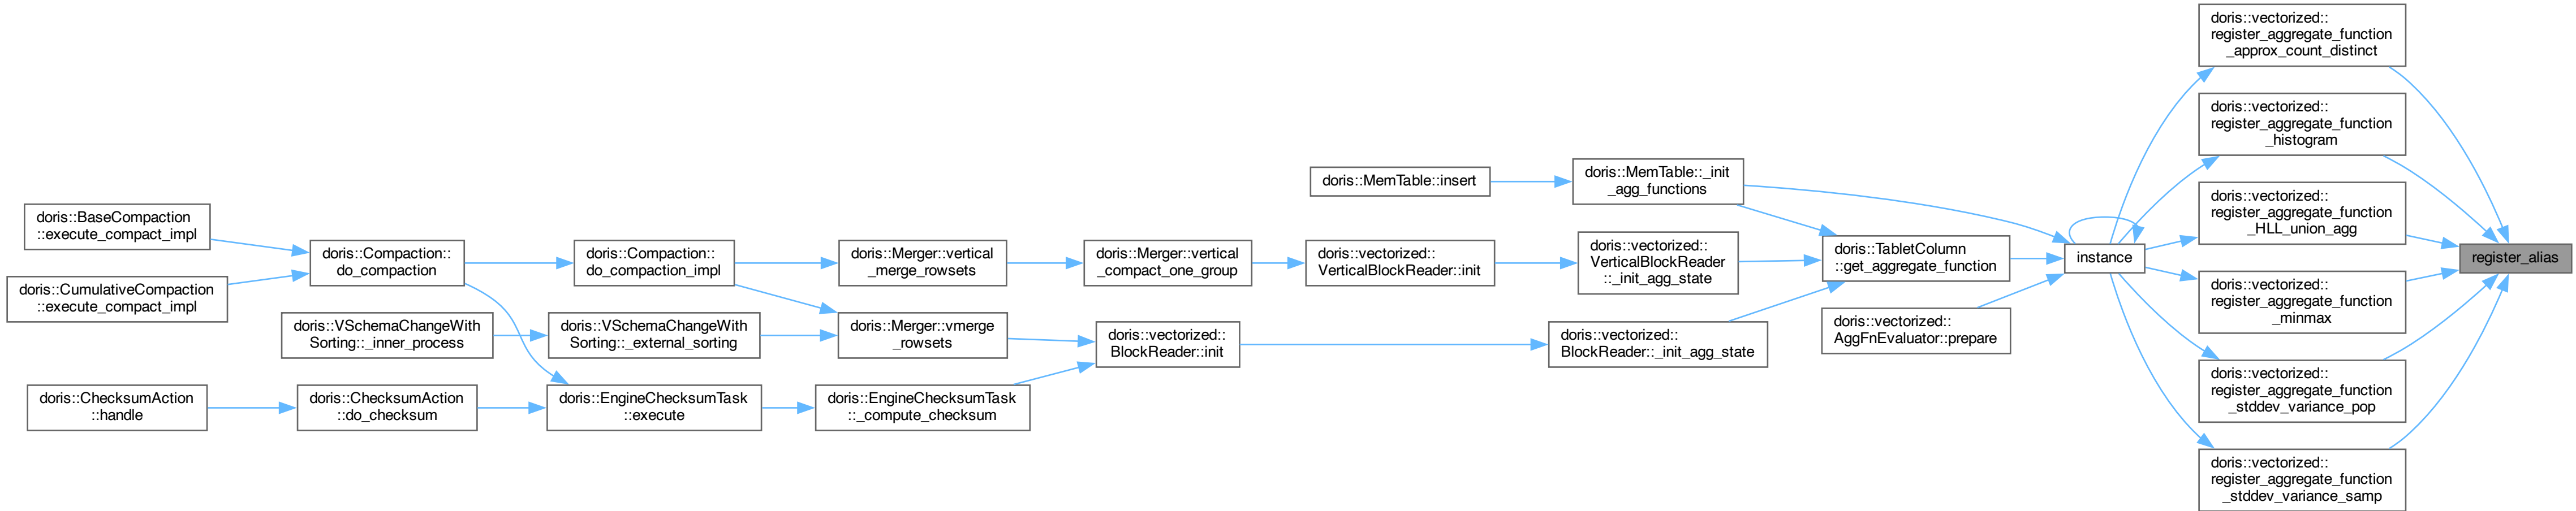 doris::BaseCompaction
::execute_compact_impl
doris::CumulativeCompaction
::execute_compact_impl
doris::Compaction::
do_compaction
doris::VSchemaChangeWith
Sorting::_inner_process
doris::ChecksumAction
::handle
doris::ChecksumAction
::do_checksum
doris::Compaction::
do_compaction_impl
doris::VSchemaChangeWith
Sorting::_external_sorting
doris::EngineChecksumTask
::execute
doris::Merger::vertical
_merge_rowsets
doris::Merger::vmerge
_rowsets
doris::EngineChecksumTask
::_compute_checksum
doris::Merger::vertical
_compact_one_group
doris::vectorized::
BlockReader::init
doris::MemTable::insert
doris::vectorized::
VerticalBlockReader::init
doris::MemTable::_init
_agg_functions
doris::vectorized::
VerticalBlockReader
::_init_agg_state
doris::vectorized::
BlockReader::_init_agg_state
doris::TabletColumn
::get_aggregate_function
doris::vectorized::
AggFnEvaluator::prepare
instance
doris::vectorized::
register_aggregate_function
_approx_count_distinct
doris::vectorized::
register_aggregate_function
_histogram
doris::vectorized::
register_aggregate_function
_HLL_union_agg
doris::vectorized::
register_aggregate_function
_minmax
doris::vectorized::
register_aggregate_function
_stddev_variance_pop
doris::vectorized::
register_aggregate_function
_stddev_variance_samp
register_alias